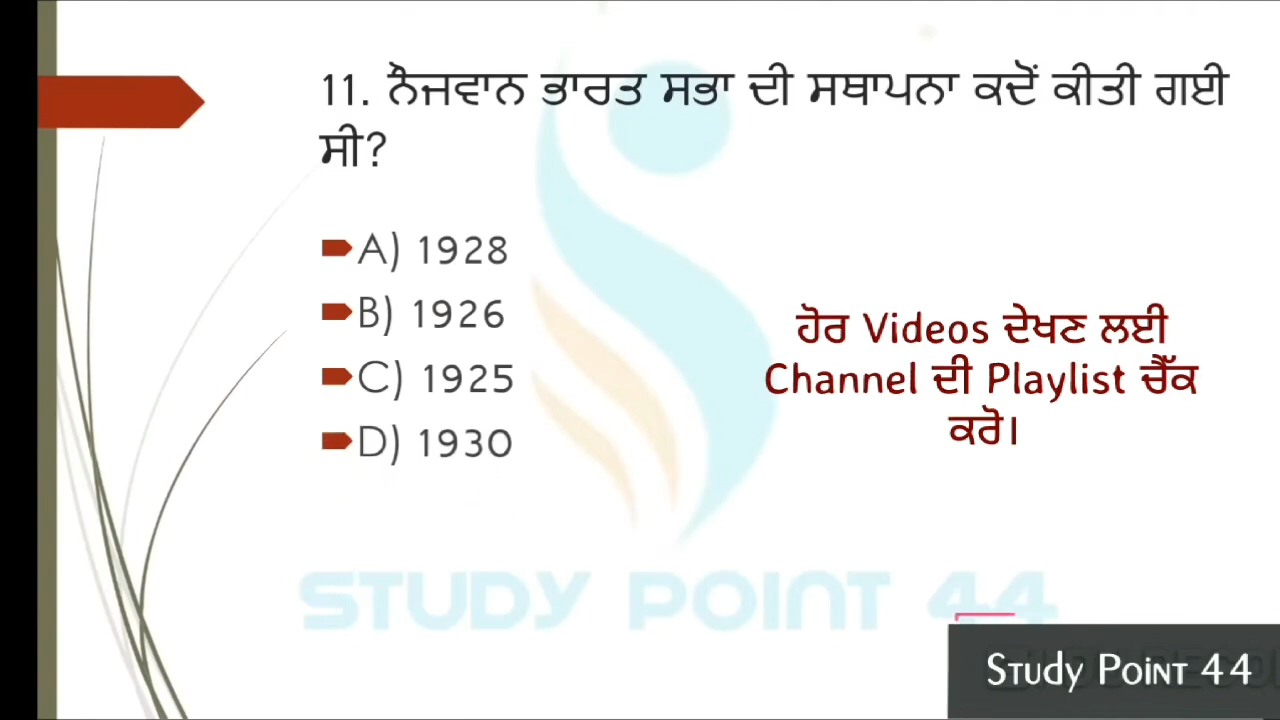 11. ਨੌਜਵਾਨ ਭਾਰਤ ਸਭਾ ਦੀ ਸਥਾਪਨਾ ਕਦੋਂ ਕੀਤੀ ਗਈ
ਸੀ?
A) 1928
B) 1926
C) 1925
D) 1930
ਹੋਰ Videos ਦੇਖਣ ਲਈ
Channel ਦੀ Playlist ਚੈੱਕ
ਕਰੋ।
STUDY POINT 44
Study Point 44